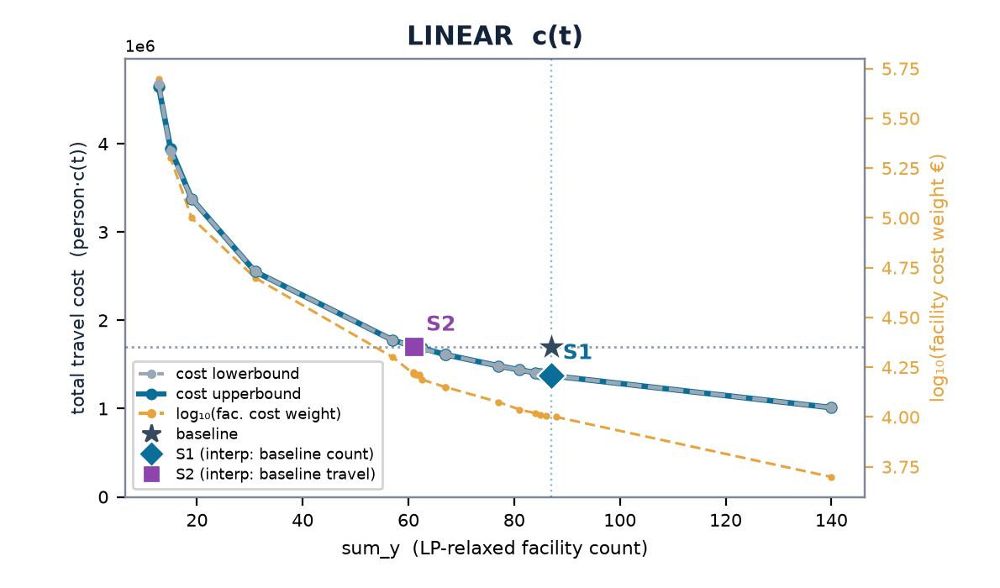 LINEAR c(t)
1e6
total travel cost (person·c(t))
4
3
2
1
0
5.75
5.50
5.25
5.00
4.75
4.50
4.25
4.00
3.75
log₁₀(facility cost weight €)
S2
S1
cost lowerbound
cost upperbound
log₁₀(fac. cost weight)
baseline
S1 (interp: baseline count)
S2 (interp: baseline travel)
20
40
60
80
100
120
140
sum_y (LP-relaxed facility count)